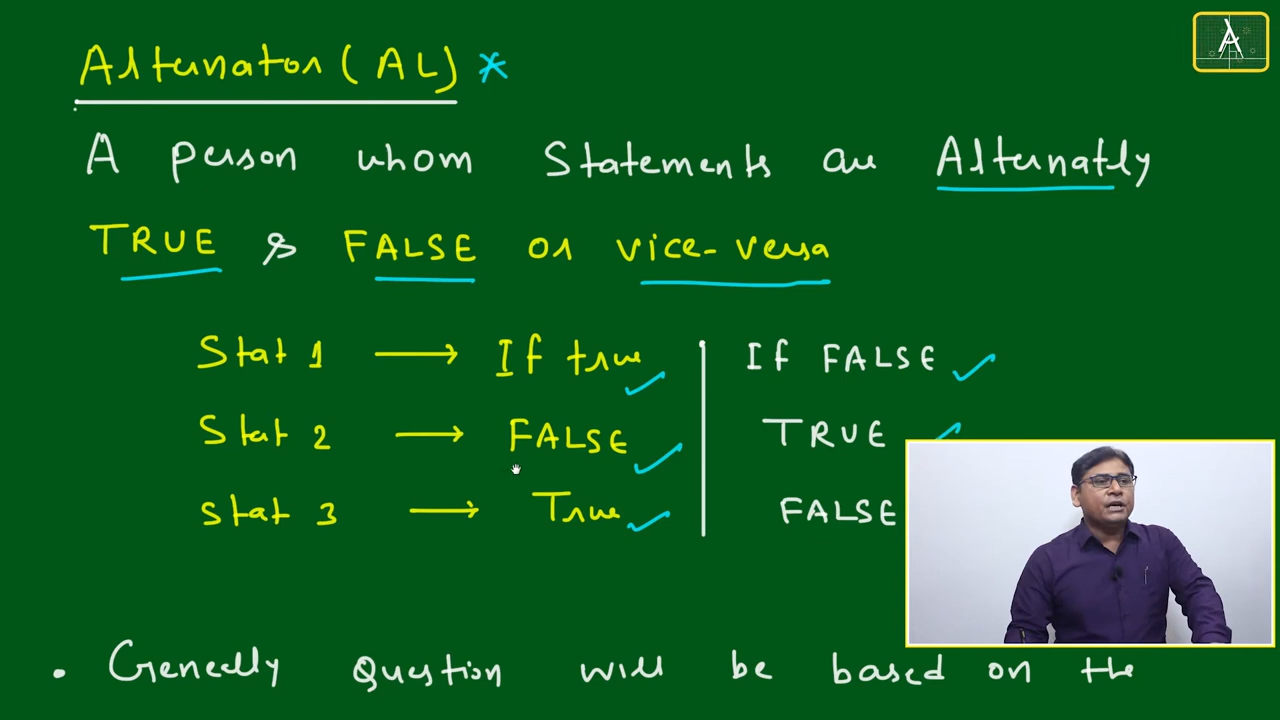 Alternator (AL) *
A person whom Statements are Alternatly
TRUE & FALSE or vice-versa
Stat 1 → If true | If FALSE ✓
Stat 2 → FALSE ✓ | TRUE ✓
Stat 3 → True ✓ | FALSE
• Generally Question will be based on the